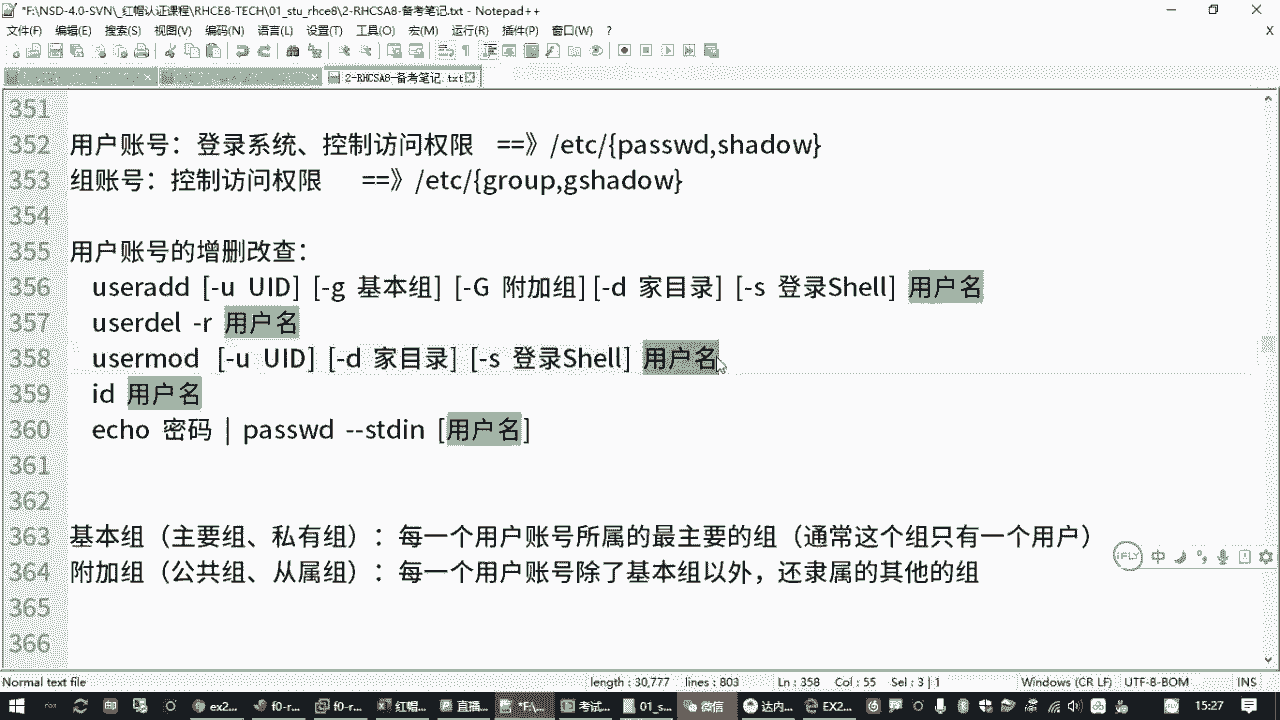 *F:\NSD-4.0-SVN\_红帽认证课程\RHCE8-TECH\01_stu_rhce8\2-RHCSA8-备考笔记.txt - Notepad++
文件(F) 编辑(E) 搜索(S) 视图(V) 编码(N) 语言(L) 设置(T) 工具(O) 宏(M) 运行(R) 插件(P) 窗口(W) ? X
2-RHCSA8-备考笔记.txt
351
352 用户账号：登录系统、控制访问权限 ==》/etc/{passwd,shadow}
353 组账号：控制访问权限 ==》/etc/{group,gshadow}
354
355 用户账号的增删改查：
356 useradd [-u UID] [-g 基本组] [-G 附加组][-d 家目录] [-s 登录Shell] 用户名
357 userdel -r 用户名
358 usermod [-u UID] [-d 家目录] [-s 登录Shell] 用户名
359 id 用户名
360 echo 密码 | passwd --stdin [用户名]
361
362
363 基本组（主要组、私有组）：每一个用户账号所属的最主要的组（通常这个组只有一个用户）
364 附加组（公共组、从属组）：每一个用户账号除了基本组以外，还隶属的其他的组
365
366
iFLY 中
Normal text file length : 30,777 lines : 803 Ln : 358 Col : 55 Sel : 3 | 1 Windows (CR LF) UTF-8-BOM INS
ex2... f0-r... f0-r... 红帽... 直播... *F:\... 考试... 01_s... 微信 达内... EX2... 15:27